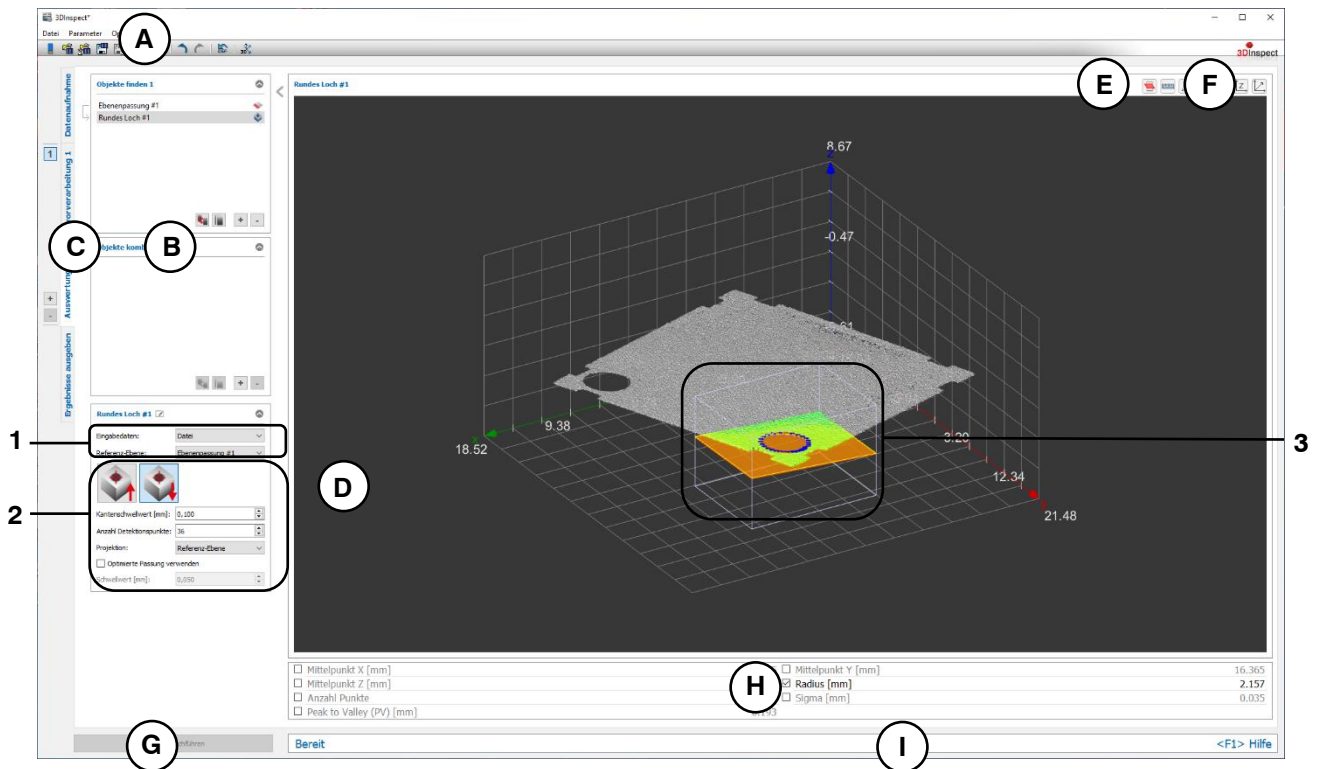 3DInspect*
Datei Parameter
A
3DInspect
Datenaufnahme
Objekte finden 1
Ebenenpassung #1
Rundes Loch #1
Rundes Loch #1
E
F
Z
1
C
B
+ -
Auswertung
+
-
+ -
Ergebnisse ausgeben
8.67
Z
-0.47
9.38
18.52
3.20
12.34
21.48
D
1
2
3
Rundes Loch #1
Eingabedaten: Datei
Referenz-Ebene: Ebenenpassung #1
Kantenschwellwert [mm]: 0,100
Anzahl Detektionspunkte: 36
Projektion: Referenz-Ebene
Optimierte Passung verwenden
Schwellwert [mm]: 0,050
Mittelpunkt X [mm] Mittelpunkt Y [mm] 16.365
Mittelpunkt Z [mm] H Radius [mm] 2.157
Anzahl Punkte Sigma [mm] 0.035
Peak to Valley (PV) [mm]
G
Bereit I <F1> Hilfe